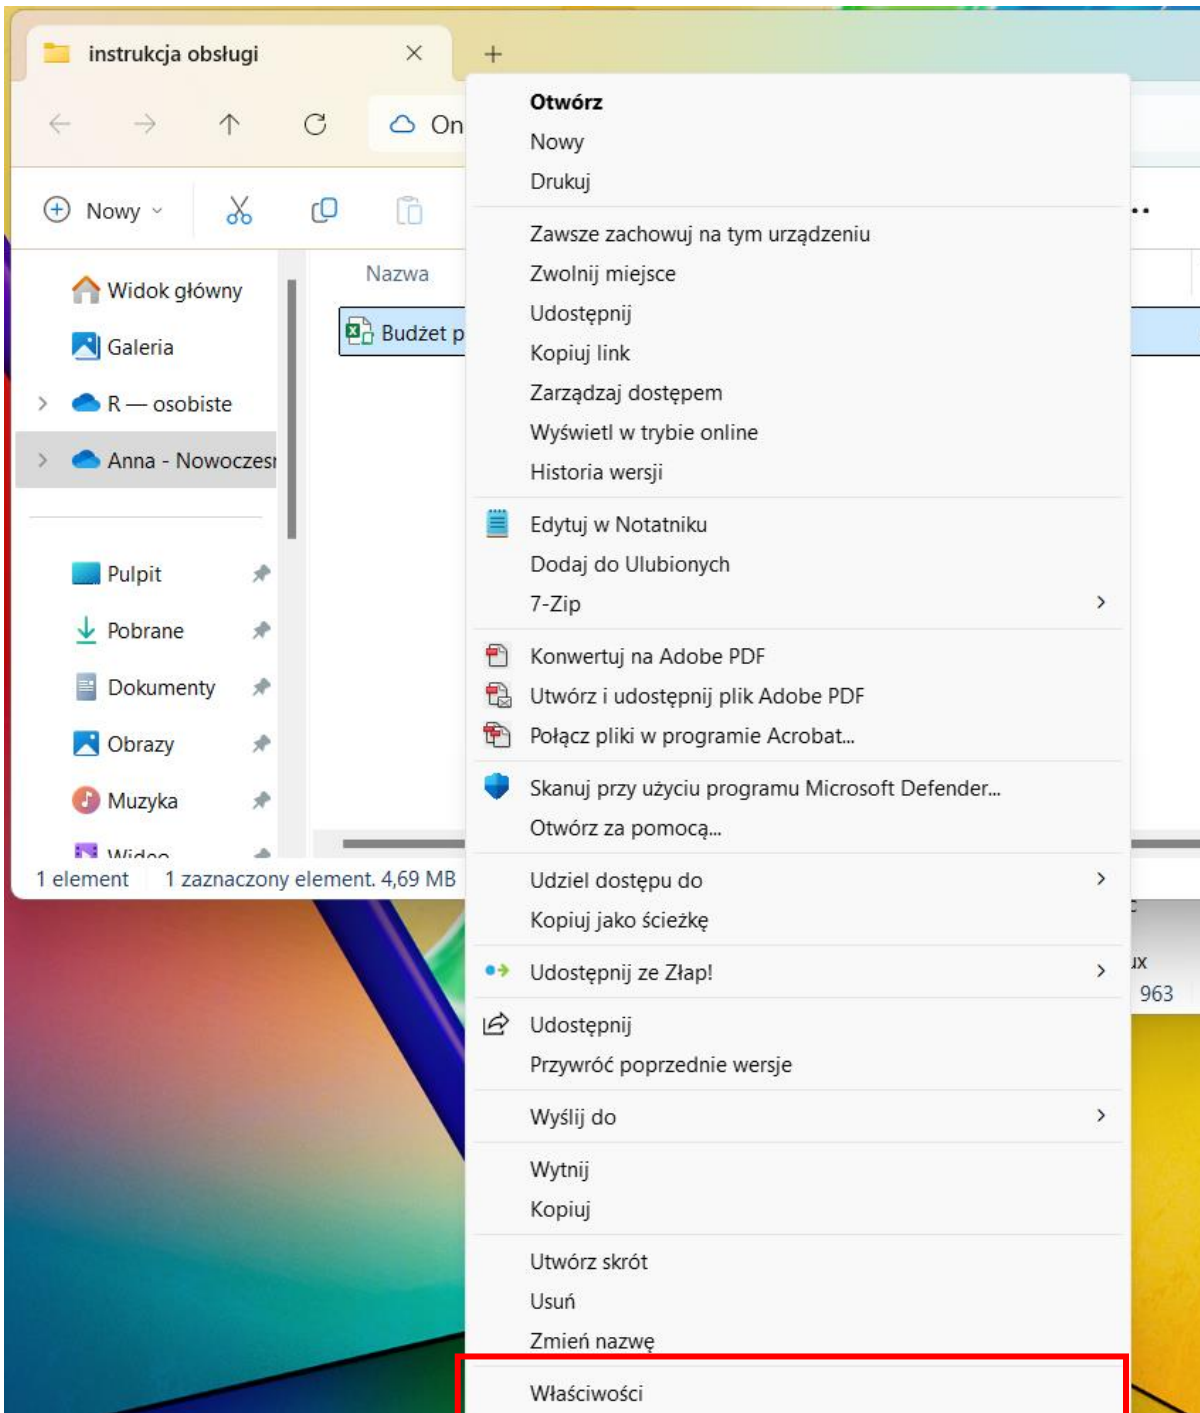 instrukcja obsługi
On
Nowy
Widok główny
Galeria
R — osobiste
Anna -
Pulpit
Pobrane
Dokumenty
Obrazy
Muzyka
Wideo
Nazwa
Budżet
1 element 1 zaznaczony element. 4,69 MB
Otwórz
Nowy
Drukuj
Zawsze zachowuj na tym urządzeniu
Zwolnij miejsce
Udostępnij
Kopiuj link
Zarządzaj dostępem
Wyświetl w trybie online
Historia wersji
Edytuj w Notatniku
Dodaj do Ulubionych
7-Zip
Konwertuj na Adobe PDF
Utwórz i udostępnij plik Adobe PDF
Połącz pliki w programie Acrobat...
Skanuj przy użyciu programu Microsoft Defender...
Otwórz za pomocą...
Udziel dostępu do
Kopiuj jako ścieżkę
Udostępnij ze Złap!
Udostępnij
Przywróć poprzednie wersje
Wyślij do
Wytnij
Kopiuj
Utwórz skrót
Usuń
Zmień nazwę
Właściwości
ux
963